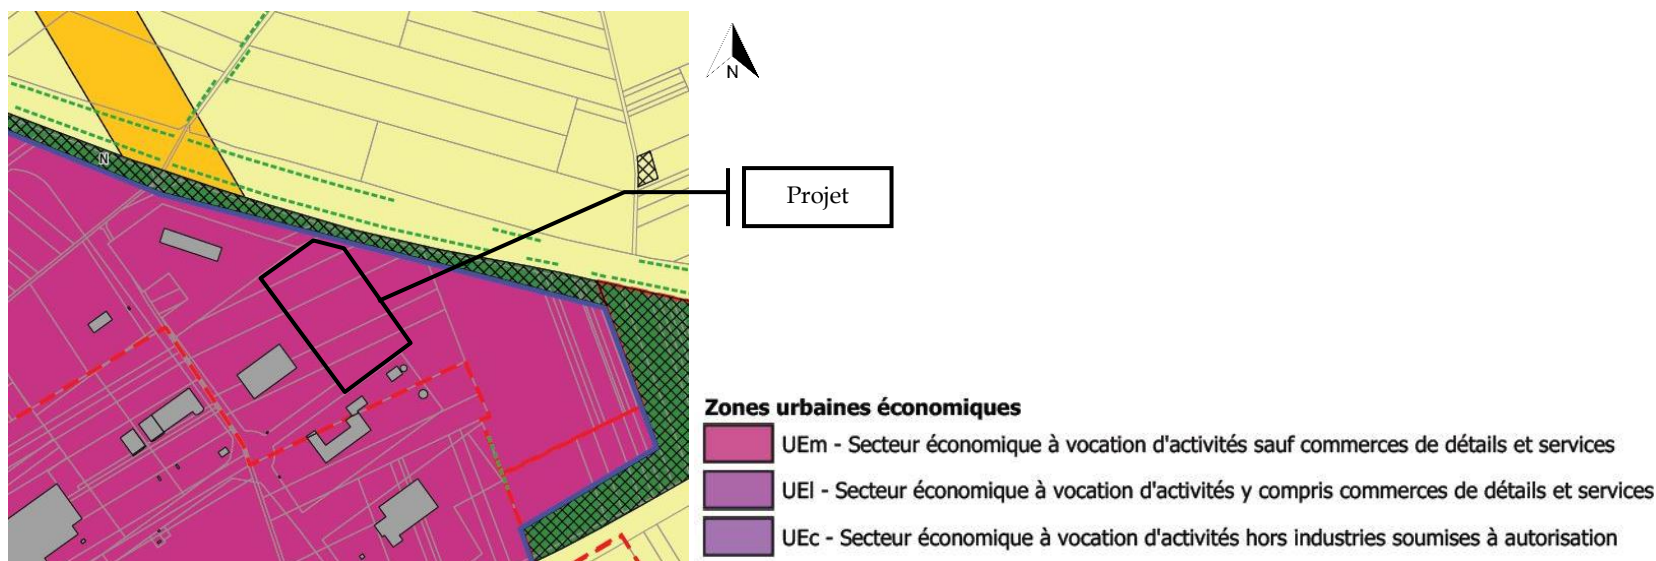 N
N
Projet
Zones urbaines économiques
UEm - Secteur économique à vocation d'activités sauf commerces de détails et services
UEl - Secteur économique à vocation d'activités y compris commerces de détails et services
UEc - Secteur économique à vocation d'activités hors industries soumises à autorisation